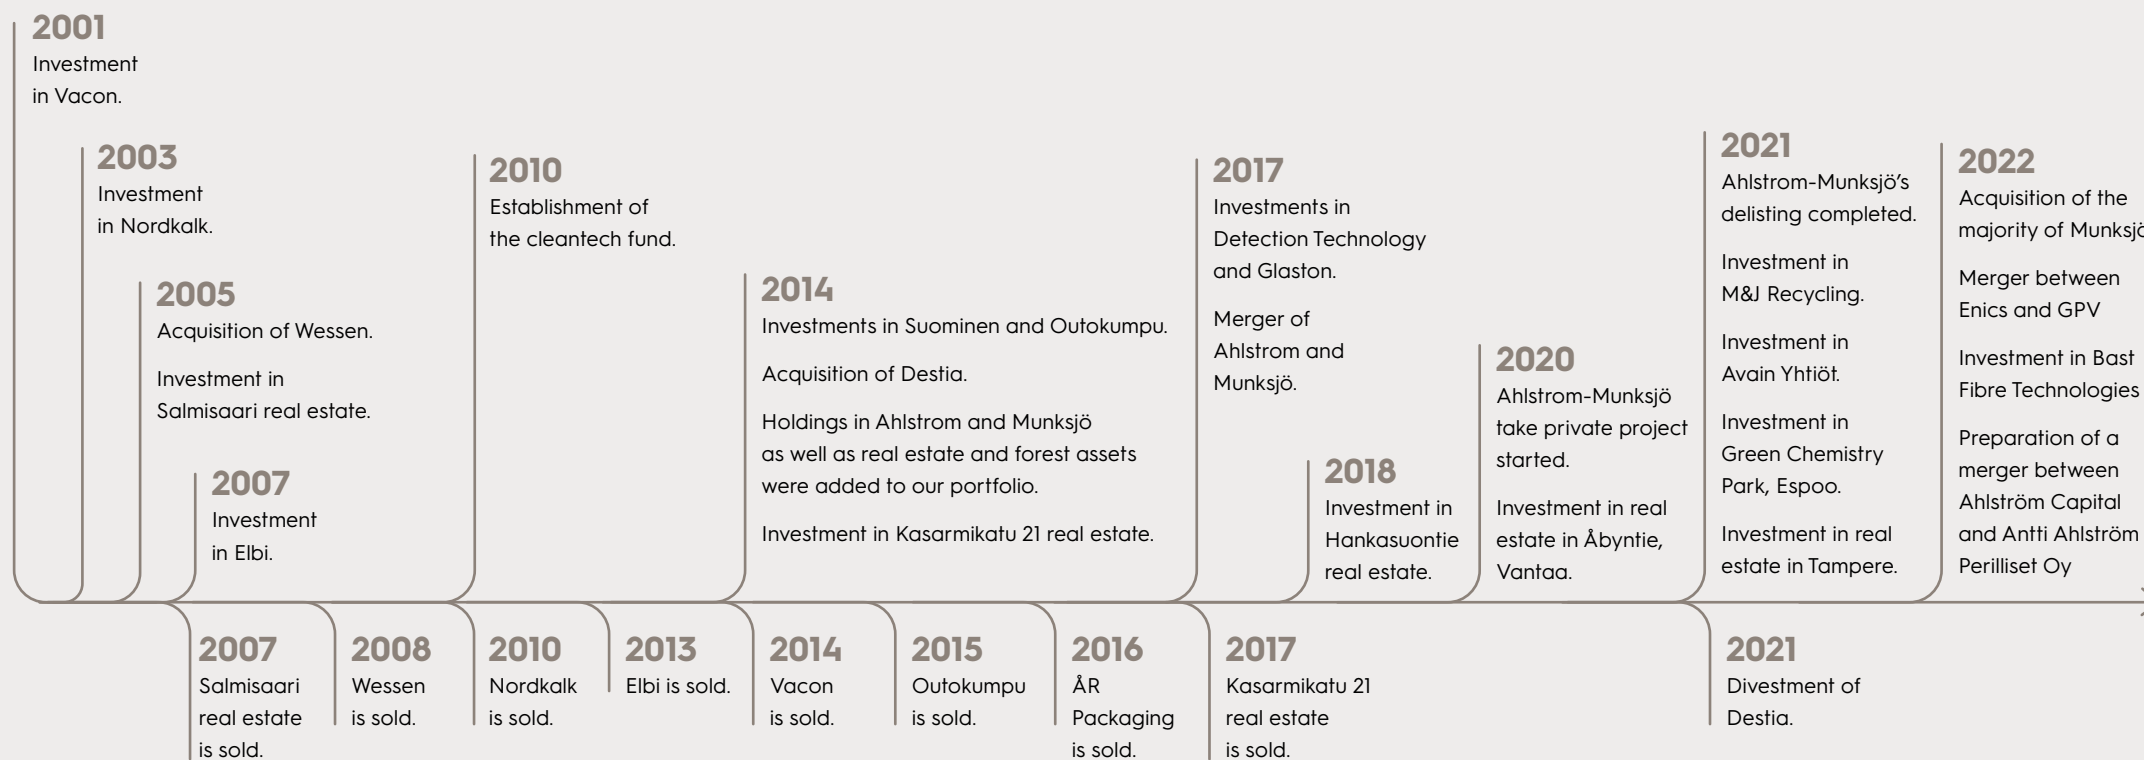 2001
Investment
in Vacon.
2003
Investment
in Nordkalk.
2005
Acquisition of Wessen.
Investment in
Salmisaari real estate.
2007
Investment
in Elbi.
2010
Establishment of
the cleantech fund.
2014
Investments in Suominen and Outokumpu.
Acquisition of Destia.
Holdings in Ahlstrom and Munksjö
as well as real estate and forest assets
were added to our portfolio.
Investment in Kasarmikatu 21 real estate.
2017
Investments in
Detection Technology
and Glaston.
Merger of
Ahlstrom and
Munksjö.
2018
Investment in
Hankasuontie
real estate.
2020
Ahlstrom-Munksjö
take private project
started.
Investment in real
estate in Åbyntie,
Vantaa.
2021
Ahlstrom-Munksjö’s
delisting completed.
Investment in
M&J Recycling.
Investment in
Avain Yhtiöt.
Investment in
Green Chemistry
Park, Espoo.
Investment in real
estate in Tampere.
2022
Acquisition of the
majority of Munksjö
Merger between
Enics and GPV
Investment in Bast
Fibre Technologies
Preparation of a
merger between
Ahlström Capital
and Antti Ahlström
Perilliset Oy
2007
Salmisaari
real estate
is sold.
2008
Wessen
is sold.
2010
Nordkalk
is sold.
2013
Elbi is sold.
2014
Vacon
is sold.
2015
Outokumpu
is sold.
2016
ÅR
Packaging
is sold.
2017
Kasarmikatu 21
real estate
is sold.
2021
Divestment of
Destia.